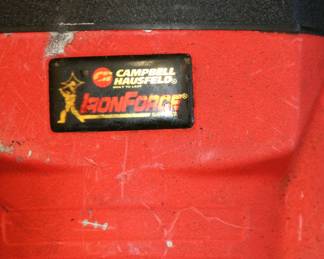 CAMPBELL
HAUSFELD®
BUILT TO LAST
IRONFORCE®